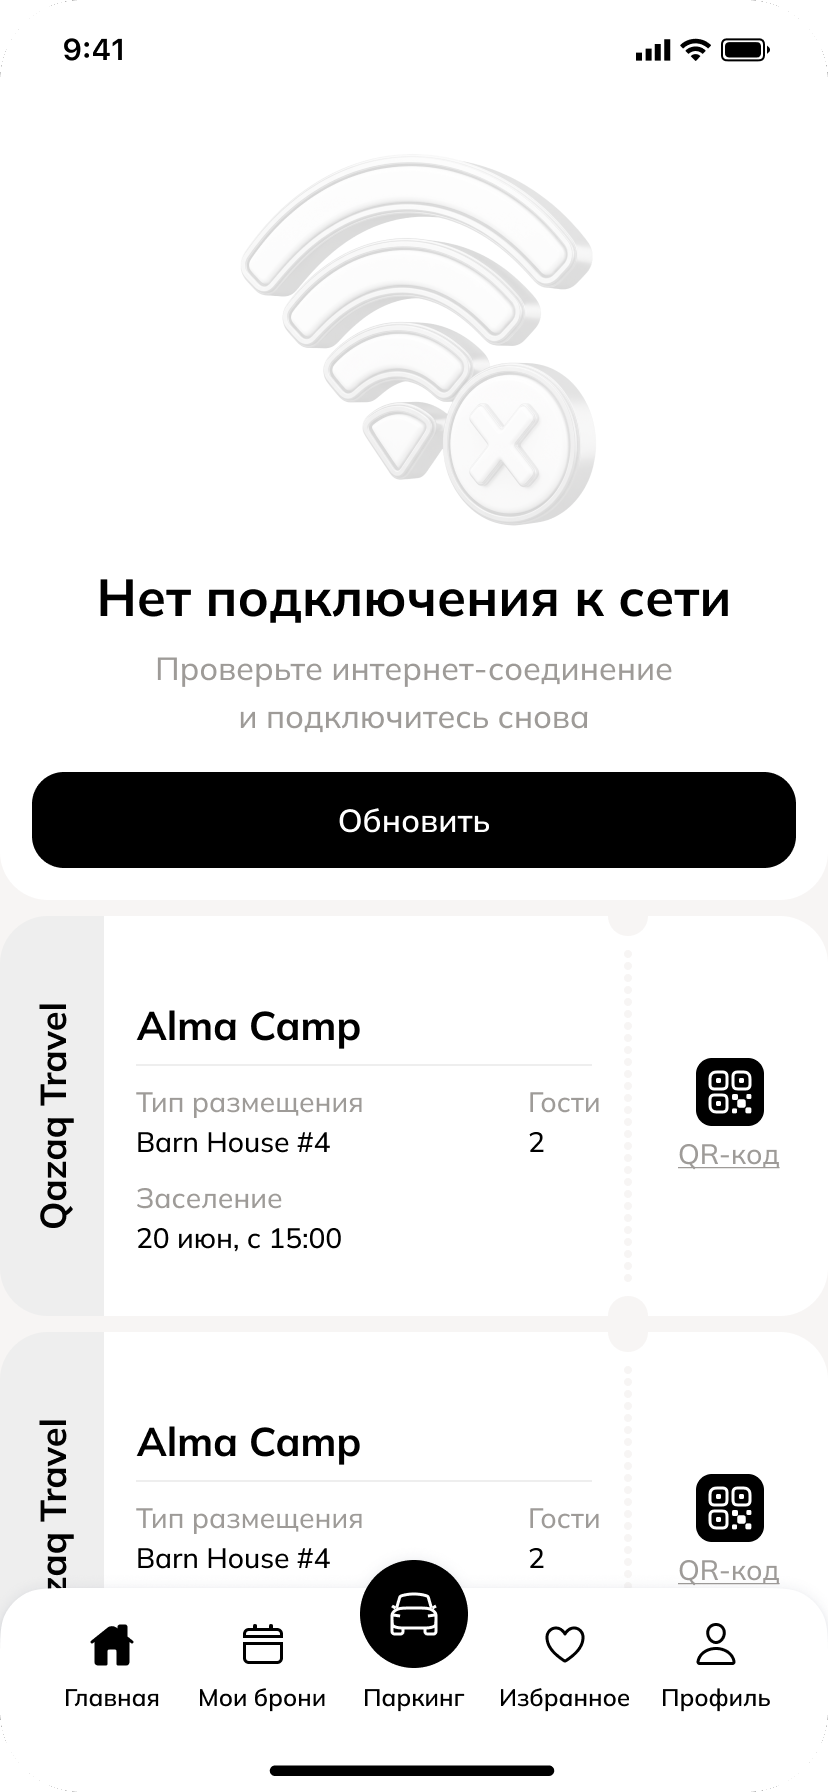 9:41
Нет подключения к сети
Проверьте интернет-соединение
и подключитесь снова
Обновить
Qazaq Travel
Alma Camp
Тип размещения
Гости
Barn House #4
2
Заселение
20 июн, с 15:00
QR-код
zaq Travel
Alma Camp
Тип размещения
Гости
Barn House #4
2
QR-код
Главная
Мои брони
Паркинг
Избранное
Профиль